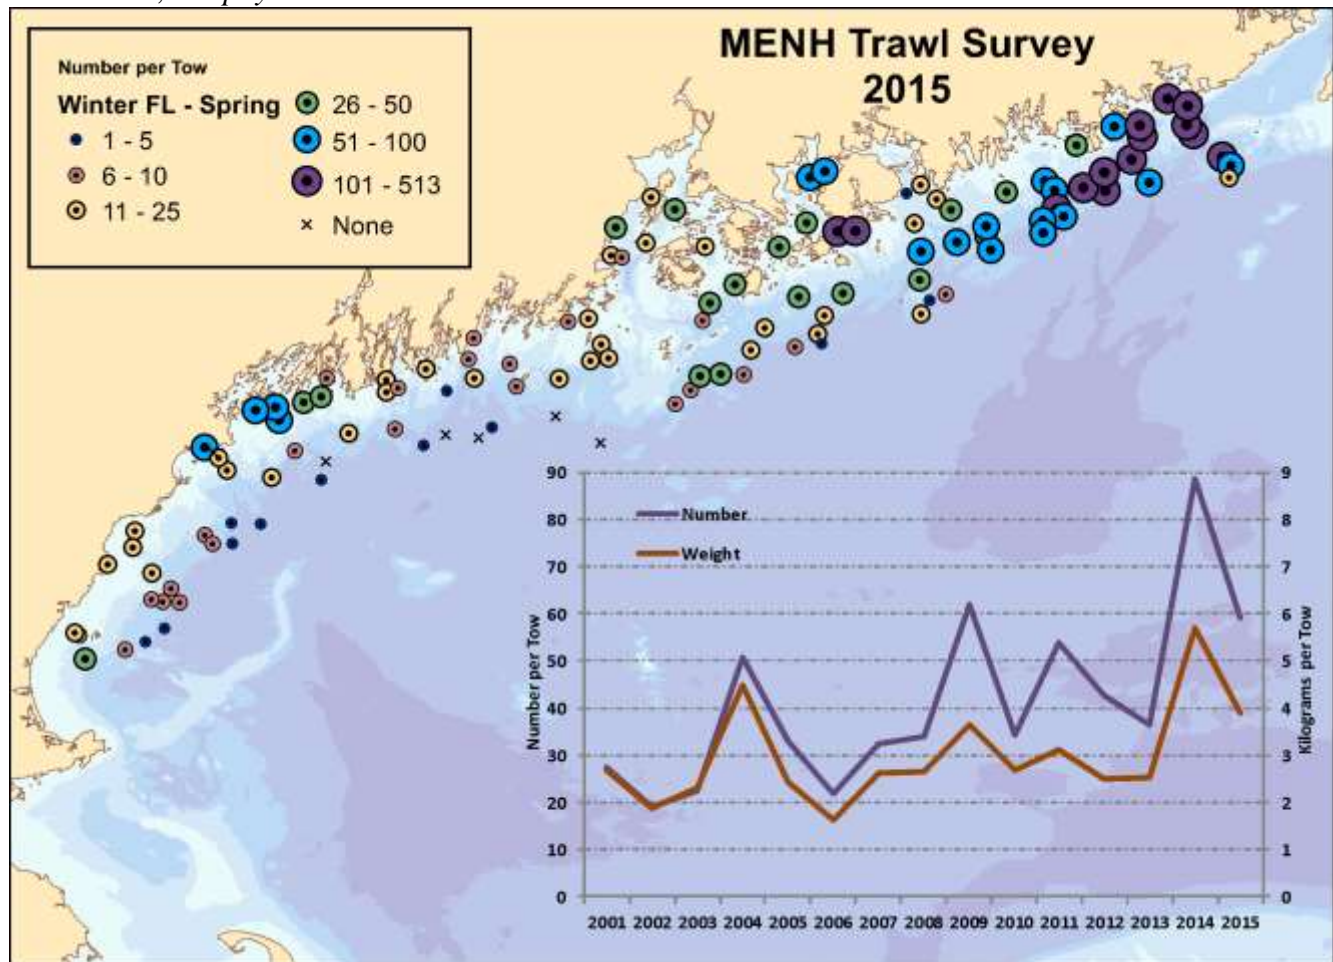 MENH Trawl Survey
2015
Number per Tow
Winter FL - Spring
1 - 5
6 - 10
11 - 25
26 - 50
51 - 100
101 - 513
None
Number
Weight
90
80
70
60
50
40
30
20
10
0
Number per Tow
9
8
7
6
5
4
3
2
1
0
Kilograms per Tow
2001 2002 2003 2004 2005 2006 2007 2008 2009 2010 2011 2012 2013 2014 2015